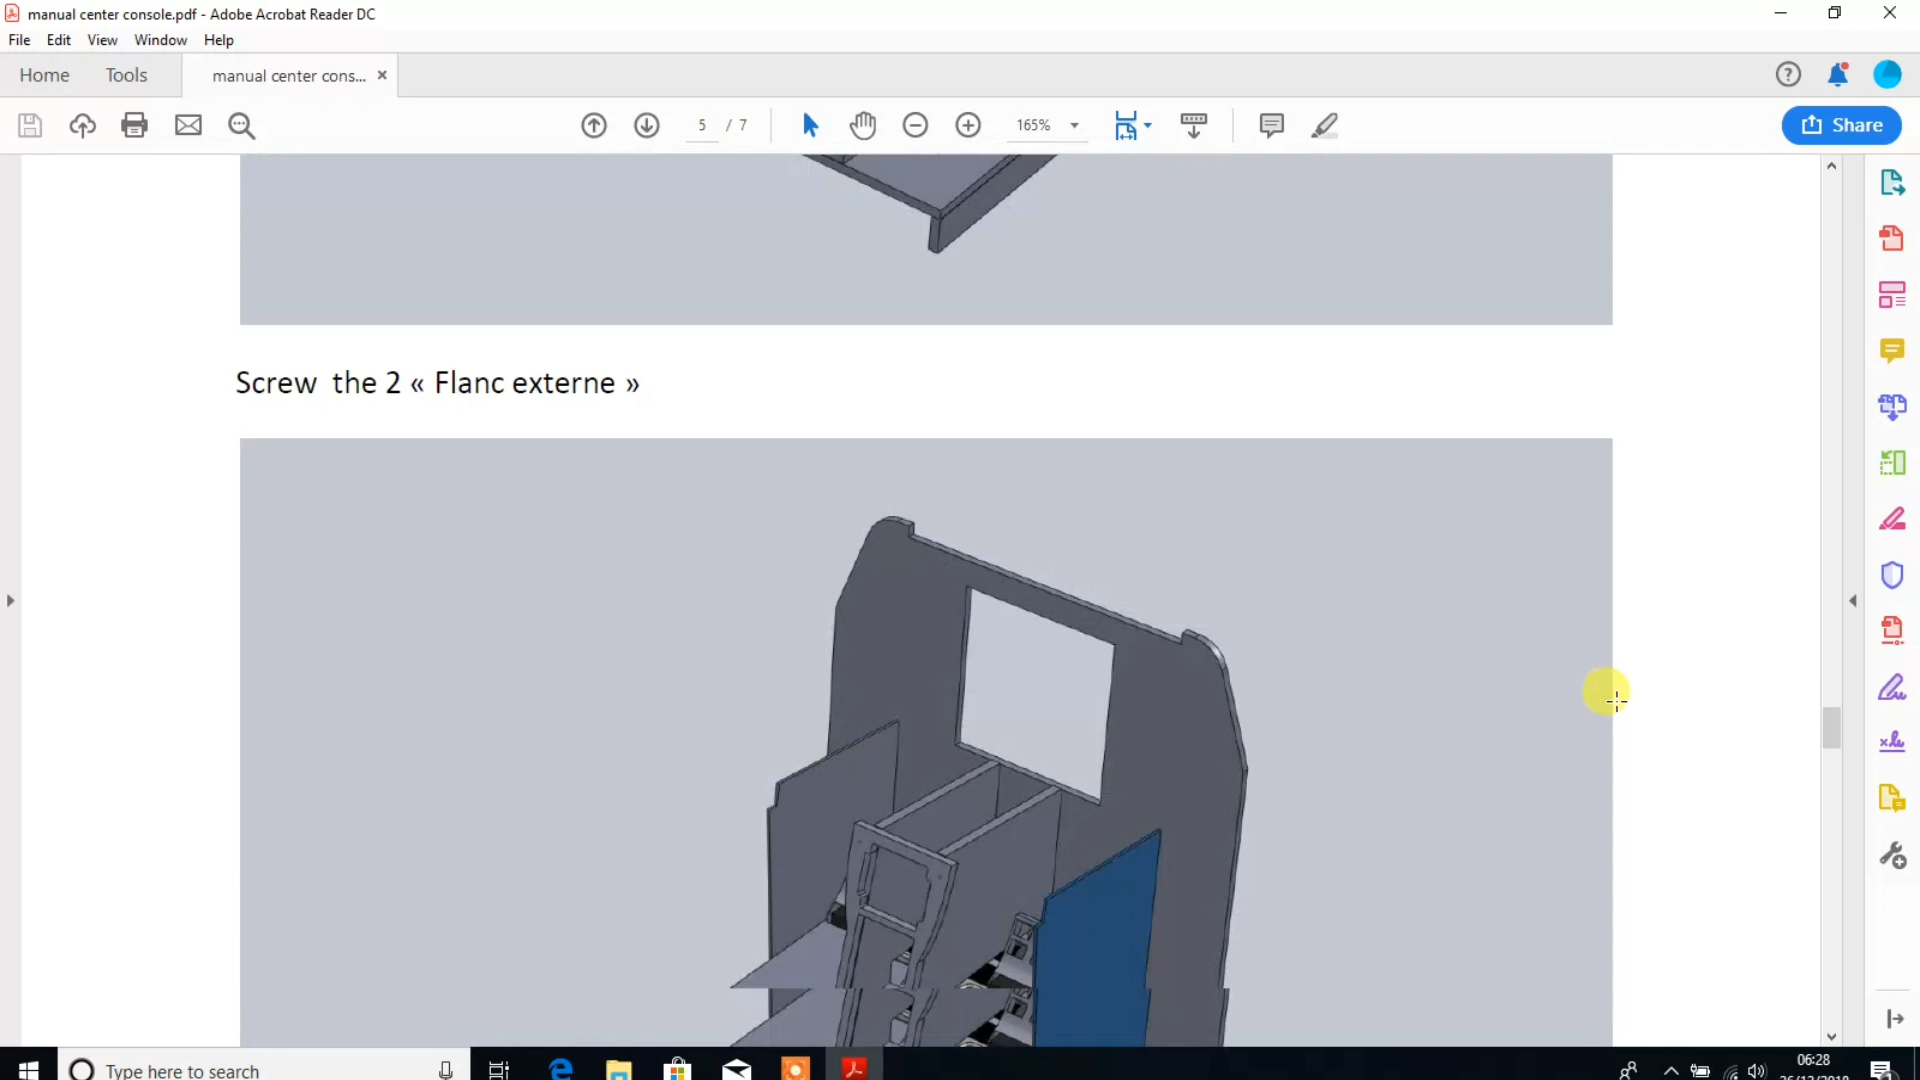 manual center console.pdf - Adobe Acrobat Reader DC
File Edit View Window Help
Home Tools manual center cons...
5 / 7 165% Share
Screw the 2 « Flanc externe »
Type here to search
06:28